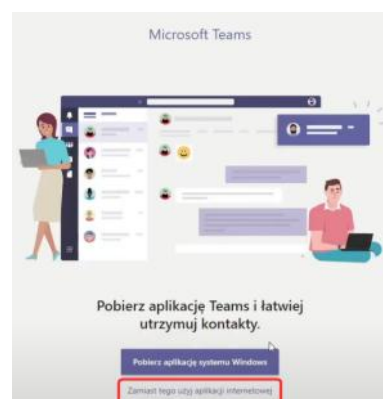 Microsoft Teams
Pobierz aplikację Teams i łatwiej
utrzymuj kontakty.
Pobierz aplikację systemu Windows
Zamiast tego użyj aplikacji internetowej